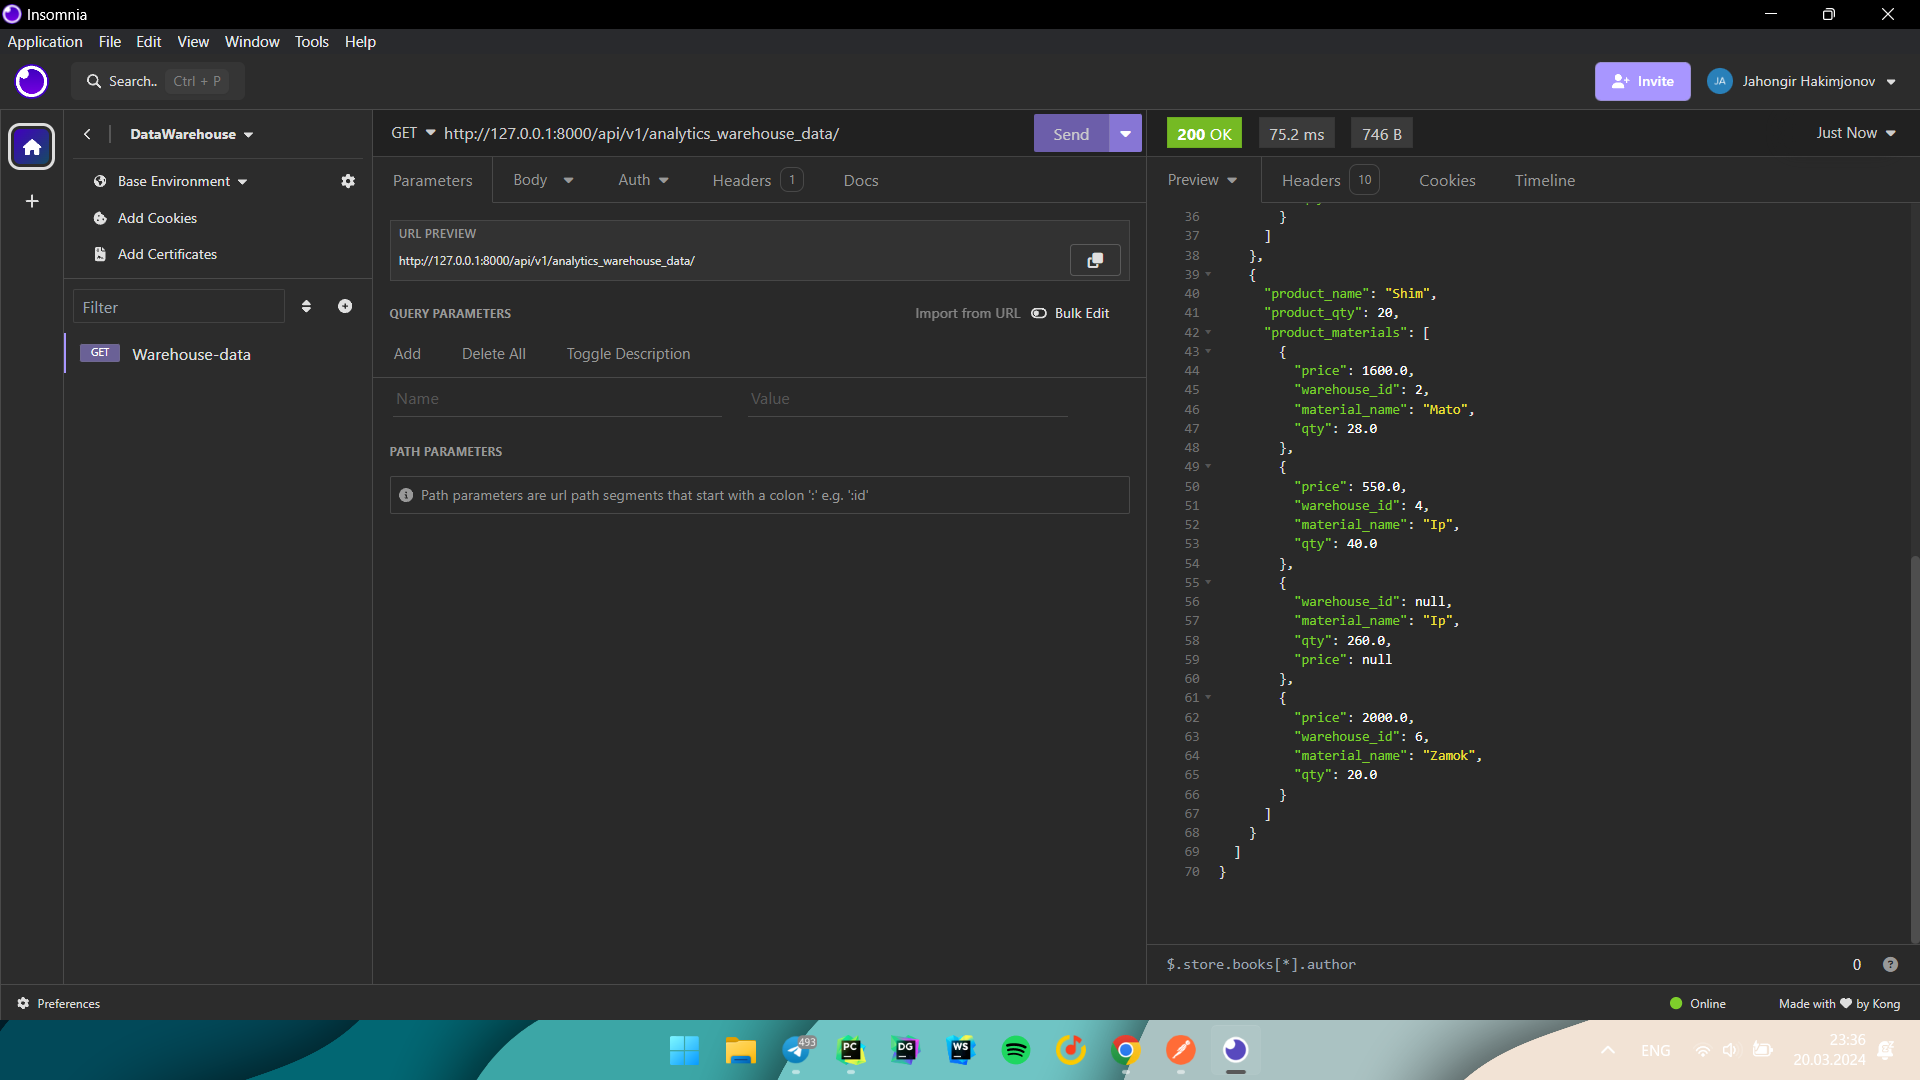 Insomnia
Application File Edit View Window Tools Help
Search.. Ctrl + P
Invite
JA Jahongir Hakimjonov
DataWarehouse
Base Environment
Add Cookies
Add Certificates
Filter
GET Warehouse-data
GET http://127.0.0.1:8000/api/v1/analytics_warehouse_data/ Send
Parameters Body Auth Headers 1 Docs
URL PREVIEW
http://127.0.0.1:8000/api/v1/analytics_warehouse_data/
QUERY PARAMETERS Import from URL Bulk Edit
Add Delete All Toggle Description
Name Value
PATH PARAMETERS
Path parameters are url path segments that start with a colon ':' e.g. ':id'
200 OK 75.2 ms 746 B Just Now
Preview Headers 10 Cookies Timeline
36 }
37 ]
38 },
39 {
40 "product_name": "Shim",
41 "product_qty": 20,
42 "product_materials": [
43 {
44 "price": 1600.0,
45 "warehouse_id": 2,
46 "material_name": "Mato",
47 "qty": 28.0
48 },
49 {
50 "price": 550.0,
51 "warehouse_id": 4,
52 "material_name": "Ip",
53 "qty": 40.0
54 },
55 {
56 "warehouse_id": null,
57 "material_name": "Ip",
58 "qty": 260.0,
59 "price": null
60 },
61 {
62 "price": 2000.0,
63 "warehouse_id": 6,
64 "material_name": "Zamok",
65 "qty": 20.0
66 }
67 ]
68 }
69 ]
70 }
$.store.books[*].author 0
Preferences
Online Made with by Kong
493
PC
DG
WS
ENG
23:36
20.03.2024